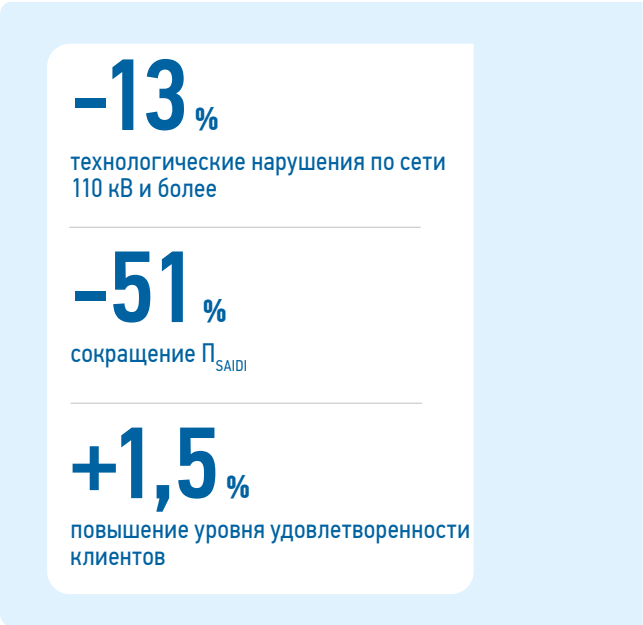 –13 %
технологические нарушения по сети
110 кВ и более
–51 %
сокращение П_SAIDI
+1,5 %
повышение уровня удовлетворенности
клиентов